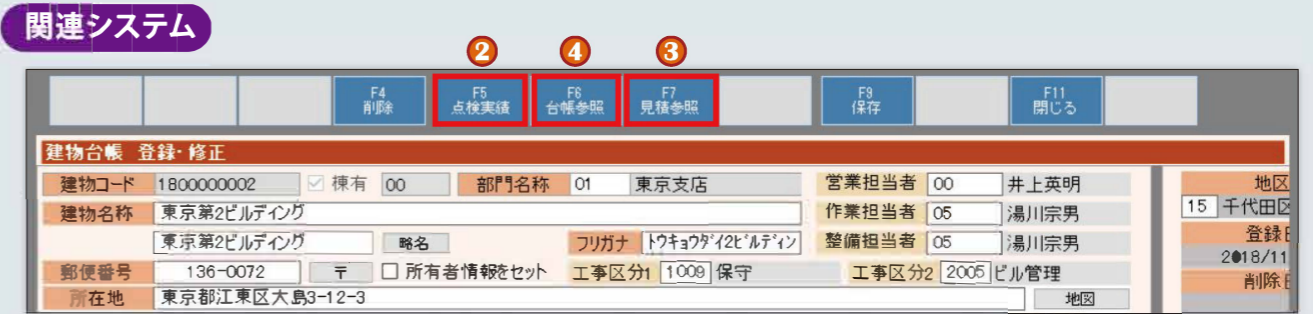 関連システム
② ④ ③
F4 F5 F6 F7 F9 F11
削除 点検実績 台帳参照 見積参照 保存 閉じる
建物台帳 登録・修正
建物コード 1800000002 棟有 00 部門名称 01 東京支店 営業担当者 00 井上英明 地区
建物名称 東京第2ビルディング 作業担当者 05 湯川宗男 15 千代田区
東京第2ビルディング 略名 フリガナ トウキョウダイ2ビルディン 整備担当者 05 湯川宗男 登録
郵便番号 136-0072 〒 所有者情報をセット 工事区分1 1009 保守 工事区分2 2005 ビル管理 2018/11
所在地 東京都江東区大島3-12-3 地図 削除